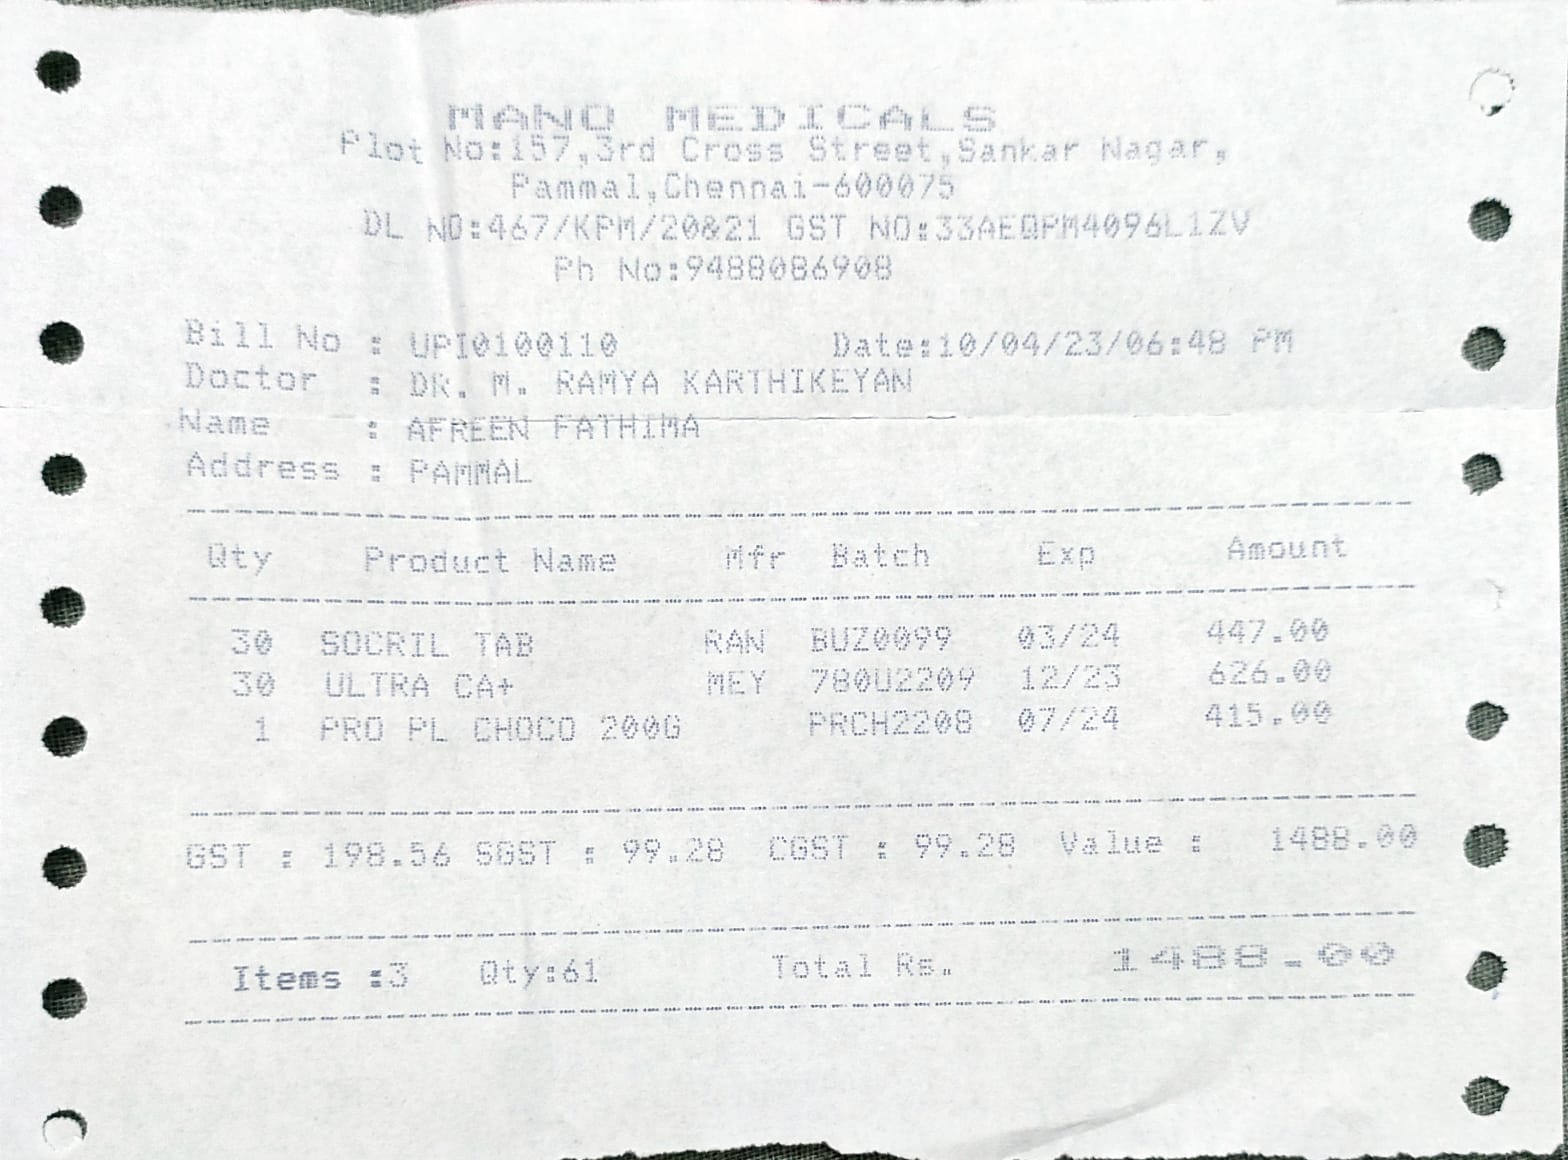 MANO MEDICALS
Plot No:157,3rd Cross Street,Sankar Nagar,
Pammal,Chennai-600075
DL NO:467/KPM/20&21 GST NO:33AEQPM4096L1ZV
Ph No:9488086908
Bill No : UPI0100110 Date:10/04/23/06:48 PM
Doctor : DR. M. RAMYA KARTHIKEYAN
Name : AFREEN FATHIMA
Address : PAMMAL
Qty Product Name Mfr Batch Exp Amount
30 SOCRIL TAB RAN BUZ0099 03/24 447.00
30 ULTRA CA+ MEY 780U2209 12/23 626.00
1 PRO PL CHOCO 200G PRCH2208 07/24 415.00
GST : 198.56 SGST : 99.28 CGST : 99.28 Value : 1488.00
Items :3 Qty:61 Total Rs. 1488.00